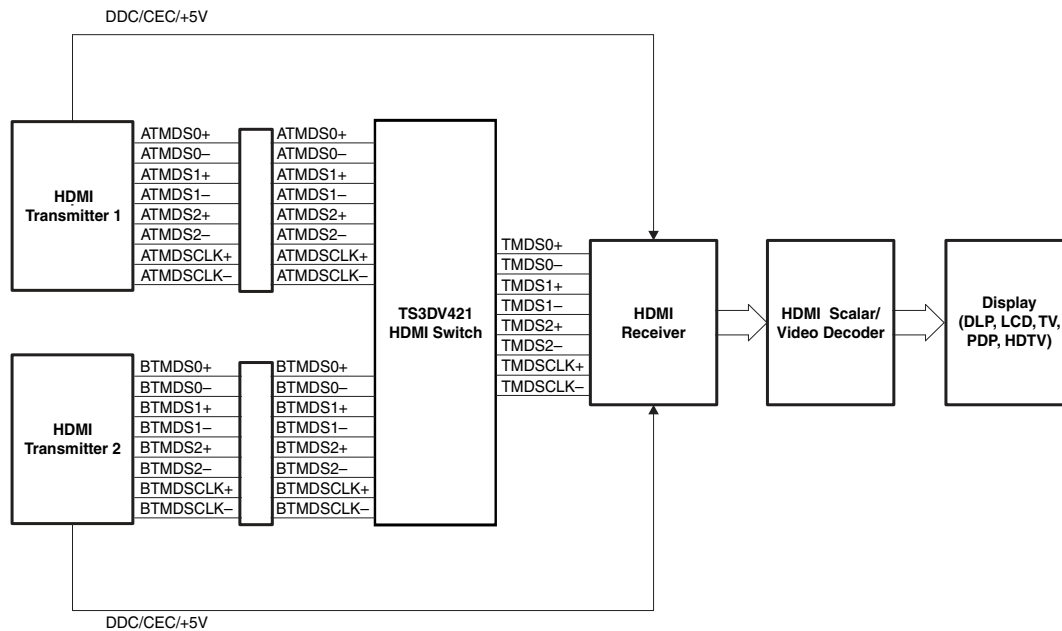 DDC/CEC/+5V
HDMI
Transmitter 1
ATMDS0+
ATMDS0–
ATMDS1+
ATMDS1–
ATMDS2+
ATMDS2–
ATMDSCLK+
ATMDSCLK–
ATMDS0+
ATMDS0–
ATMDS1+
ATMDS1–
ATMDS2+
ATMDS2–
ATMDSCLK+
ATMDSCLK–
HDMI
Transmitter 2
BTMDS0+
BTMDS0–
BTMDS1+
BTMDS1–
BTMDS2+
BTMDS2–
BTMDSCLK+
BTMDSCLK–
BTMDS0+
BTMDS0–
BTMDS1+
BTMDS1–
BTMDS2+
BTMDS2–
BTMDSCLK+
BTMDSCLK–
TS3DV421
HDMI Switch
TMDS0+
TMDS0–
TMDS1+
TMDS1–
TMDS2+
TMDS2–
TMDSCLK+
TMDSCLK–
HDMI
Receiver
HDMI Scalar/
Video Decoder
Display
(DLP, LCD, TV,
PDP, HDTV)
DDC/CEC/+5V